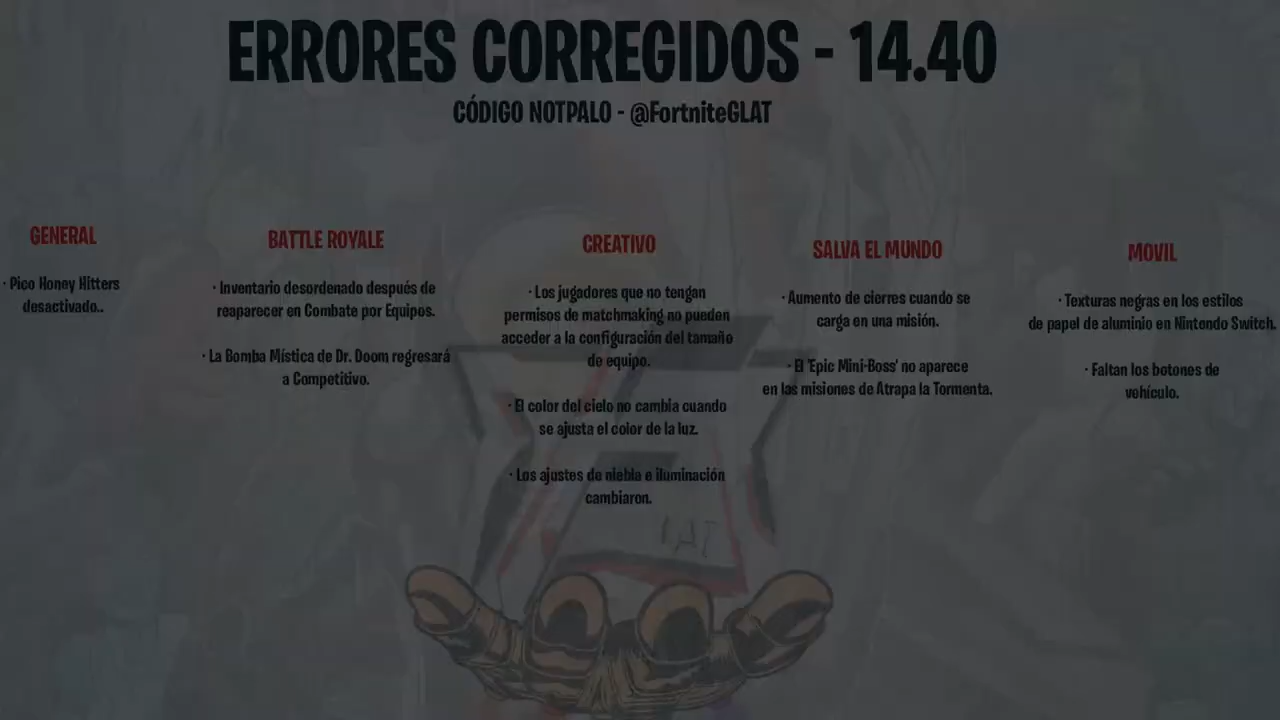 ERRORES CORREGIDOS - 14.40
CÓDIGO NOTPALO - @FortniteGLAT
GENERAL
· Pico Honey Hitters
desactivado..
BATTLE ROYALE
· Inventario desordenado después de
reaparecer en Combate por Equipos.
· La Bomba Mística de Dr. Doom regresará
a Competitivo.
CREATIVO
· Los jugadores que no tengan
permisos de matchmaking no pueden
acceder a la configuración del tamaño
de equipo.
· El color del cielo no cambia cuando
se ajusta el color de la luz.
· Los ajustes de niebla e iluminación
cambiaron.
SALVA EL MUNDO
· Aumento de cierres cuando se
carga en una misión.
· El 'Epic Mini-Boss' no aparece
en las misiones de Atrapa la Tormenta.
MOVIL
· Texturas negras en los estilos
de papel de aluminio en Nintendo Switch.
· Faltan los botones de
vehículo.
LAT